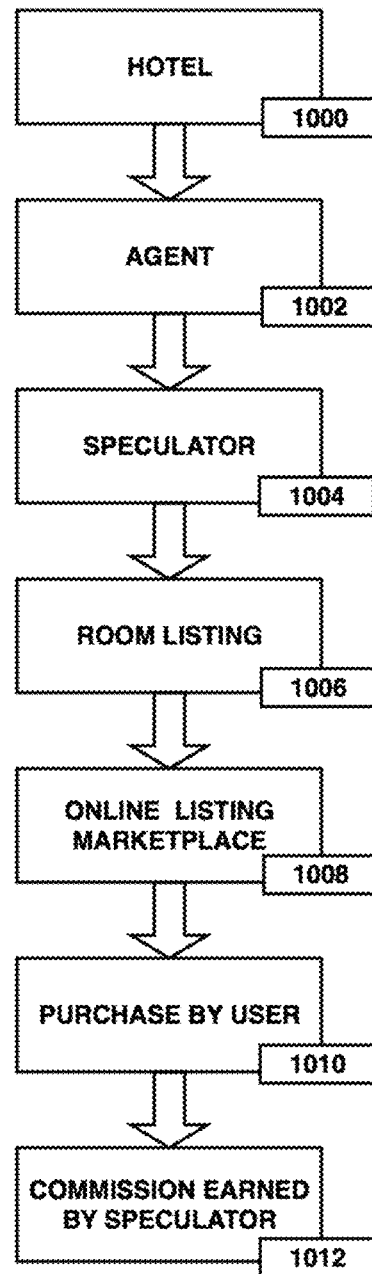 HOTEL
1000
AGENT
1002
SPECULATOR
1004
ROOM LISTING
1006
ONLINE LISTING
MARKETPLACE
1008
PURCHASE BY USER
1010
COMMISSION EARNED
BY SPECULATOR
1012